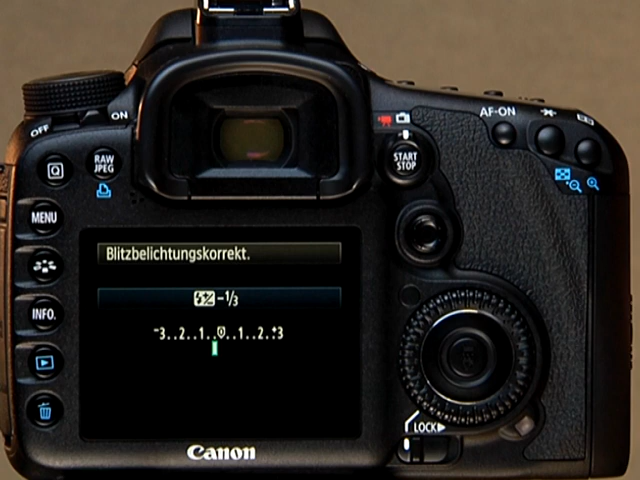 OFF
ON
AF-ON
Q
RAW
JPEG
START
STOP
MENU
INFO.
Blitzbelichtungskorrekt.
-1/3
-3..2..1..0..1..2.+3
LOCK
Canon